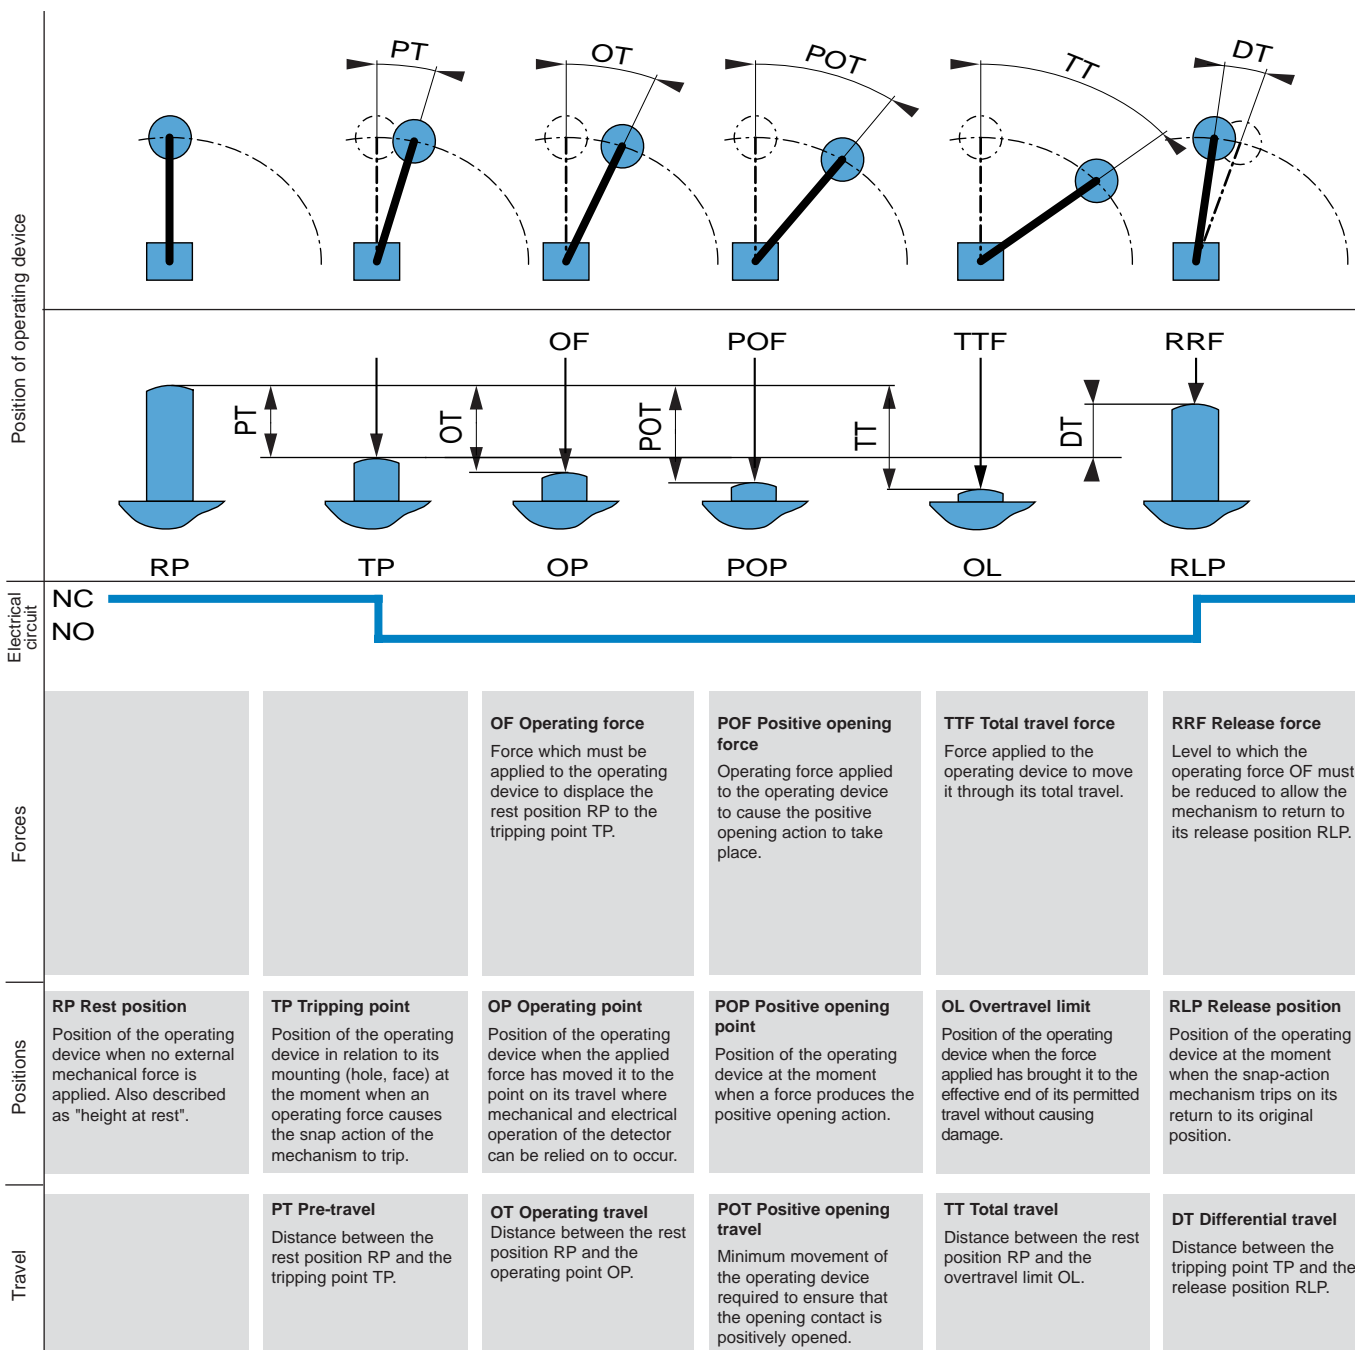 Position of operating device
PT
OT
POT
TT
DT
OF
POF
TTF
RRF
PT
OT
POT
TT
DT
RP
TP
OP
POP
OL
RLP
Electrical
circuit
NC
NO
Forces
OF Operating force
Force which must be
applied to the operating
device to displace the
rest position RP to the
tripping point TP.
POF Positive opening
force
Operating force applied
to the operating device
to cause the positive
opening action to take
place.
TTF Total travel force
Force applied to the
operating device to move
it through its total travel.
RRF Release force
Level to which the
operating force OF must
be reduced to allow the
mechanism to return to
its release position RLP.
Positions
RP Rest position
Position of the operating
device when no external
mechanical force is
applied. Also described
as "height at rest".
TP Tripping point
Position of the operating
device in relation to its
mounting (hole, face) at
the moment when an
operating force causes
the snap action of the
mechanism to trip.
OP Operating point
Position of the operating
device when the applied
force has moved it to the
point on its travel where
mechanical and electrical
operation of the detector
can be relied on to occur.
POP Positive opening
point
Position of the operating
device at the moment
when a force produces the
positive opening action.
OL Overtravel limit
Position of the operating
device when the force
applied has brought it to the
effective end of its permitted
travel without causing
damage.
RLP Release position
Position of the operating
device at the moment
when the snap-action
mechanism trips on its
return to its original
position.
Travel
PT Pre-travel
Distance between the
rest position RP and the
tripping point TP.
OT Operating travel
Distance between the rest
position RP and the
operating point OP.
POT Positive opening
travel
Minimum movement of
the operating device
required to ensure that
the opening contact is
positively opened.
TT Total travel
Distance between the rest
position RP and the
overtravel limit OL.
DT Differential travel
Distance between the
tripping point TP and the
release position RLP.